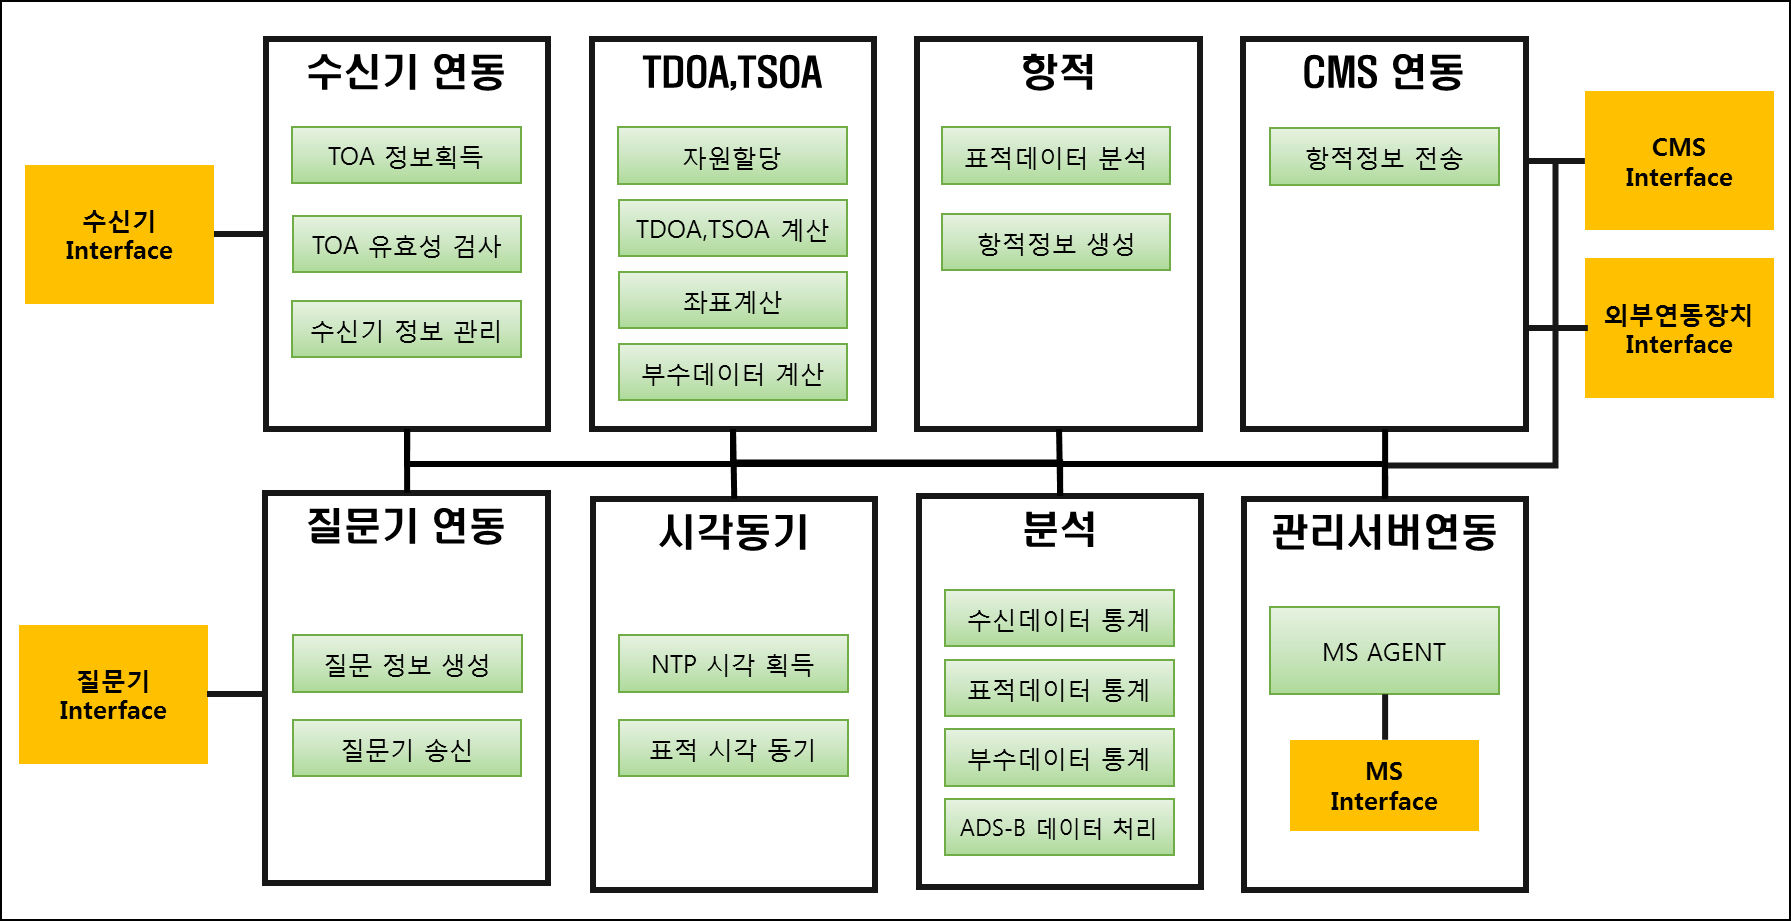 수신기 연동
TOA 정보획득
TOA 유효성 검사
수신기 정보 관리
TDOA,TSOA
자원할당
TDOA,TSOA 계산
좌표계산
부수데이터 계산
항적
표적데이터 분석
항적정보 생성
CMS 연동
항적정보 전송
수신기
Interface
CMS
Interface
외부연동장치
Interface
질문기 연동
질문 정보 생성
질문기 송신
시각동기
NTP 시각 획득
표적 시각 동기
분석
수신데이터 통계
표적데이터 통계
부수데이터 통계
ADS-B 데이터 처리
관리서버연동
MS AGENT
MS
Interface
질문기
Interface